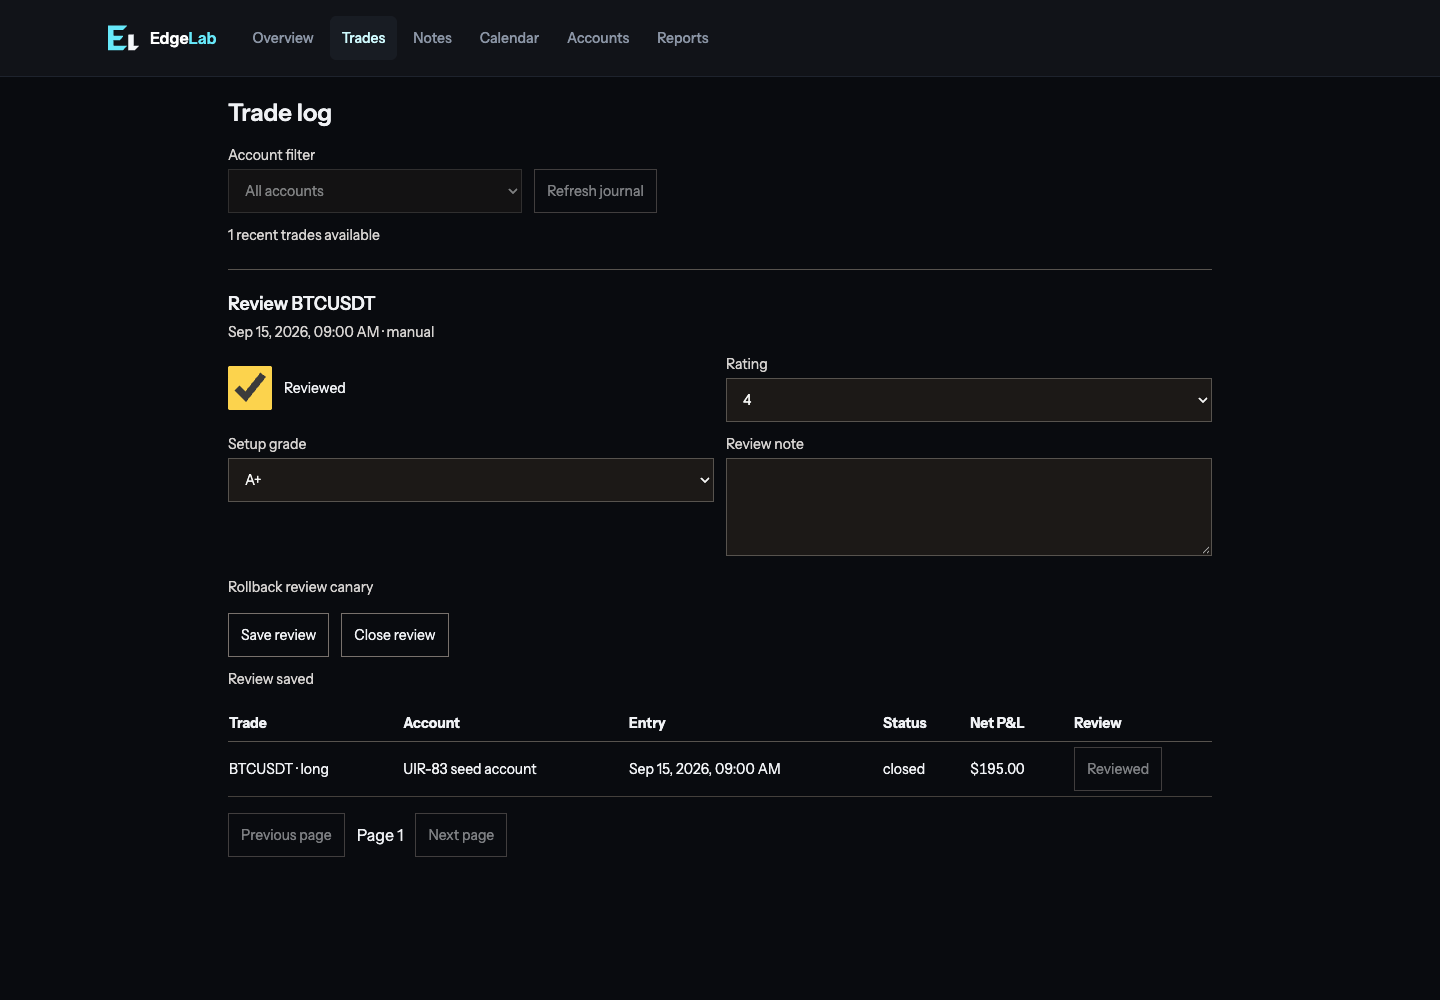 EL EdgeLab Overview Trades Notes Calendar Accounts Reports
Trade log
Account filter
All accounts Refresh journal
1 recent trades available
Review BTCUSDT
Sep 15, 2026, 09:00 AM · manual
Reviewed
Rating
4
Setup grade
A+
Review note
Rollback review canary
Save review Close review
Review saved
Trade Account Entry Status Net P&L Review
BTCUSDT · long UIR-83 seed account Sep 15, 2026, 09:00 AM closed $195.00 Reviewed
Previous page Page 1 Next page